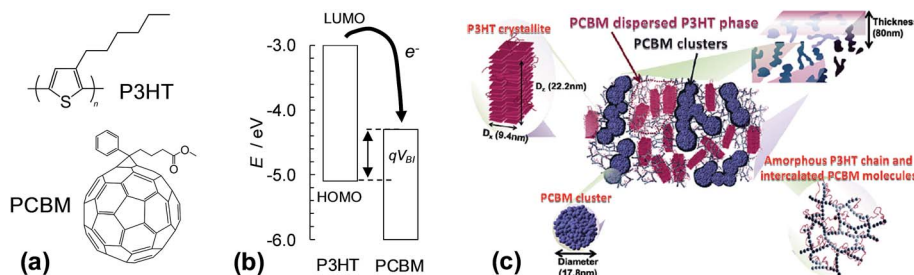 S
n
P3HT
O
O
PCBM
(a)
LUMO
-3.0
-4.0
-5.0
-6.0
E / eV
e⁻
qV_BI
HOMO
P3HT PCBM
(b)
P3HT crystallite
D_z (22.2nm)
D_x (9.4nm)
PCBM dispersed P3HT phase
PCBM clusters
Thickness
(80nm)
PCBM cluster
Diameter
(17.8nm)
Amorphous P3HT chain and
intercalated PCBM molecules
(c)